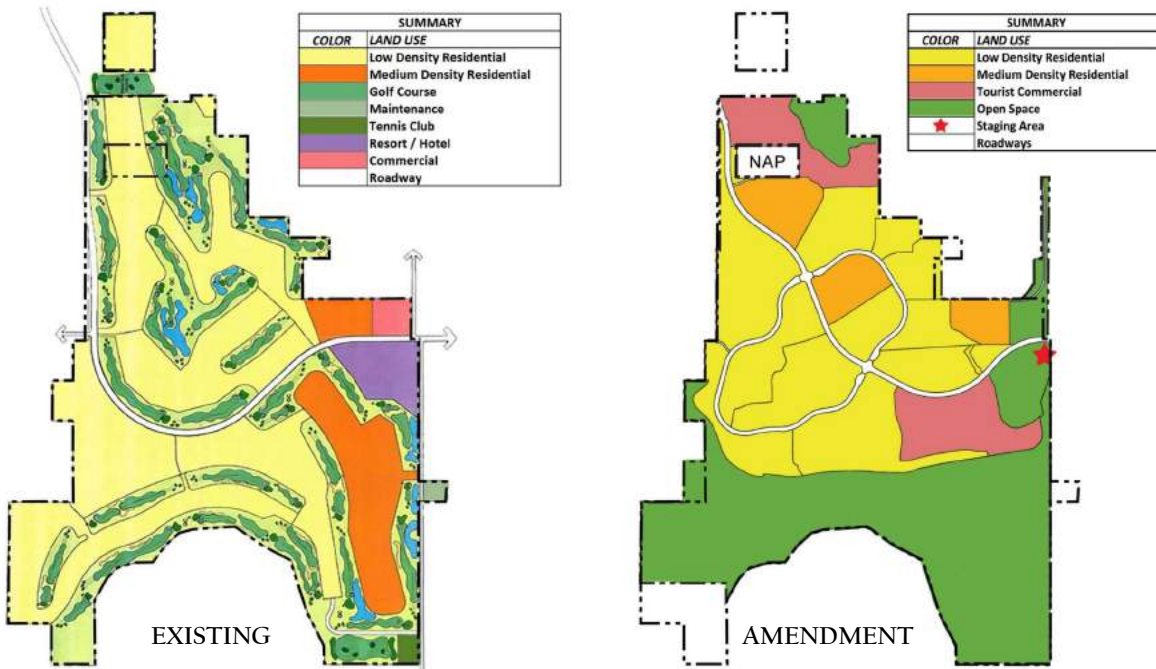 SUMMARY
COLOR LAND USE
Low Density Residential
Medium Density Residential
Golf Course
Maintenance
Tennis Club
Resort / Hotel
Commercial
Roadway
EXISTING
SUMMARY
COLOR LAND USE
Low Density Residential
Medium Density Residential
Tourist Commercial
Open Space
Staging Area
Roadways
NAP
AMENDMENT